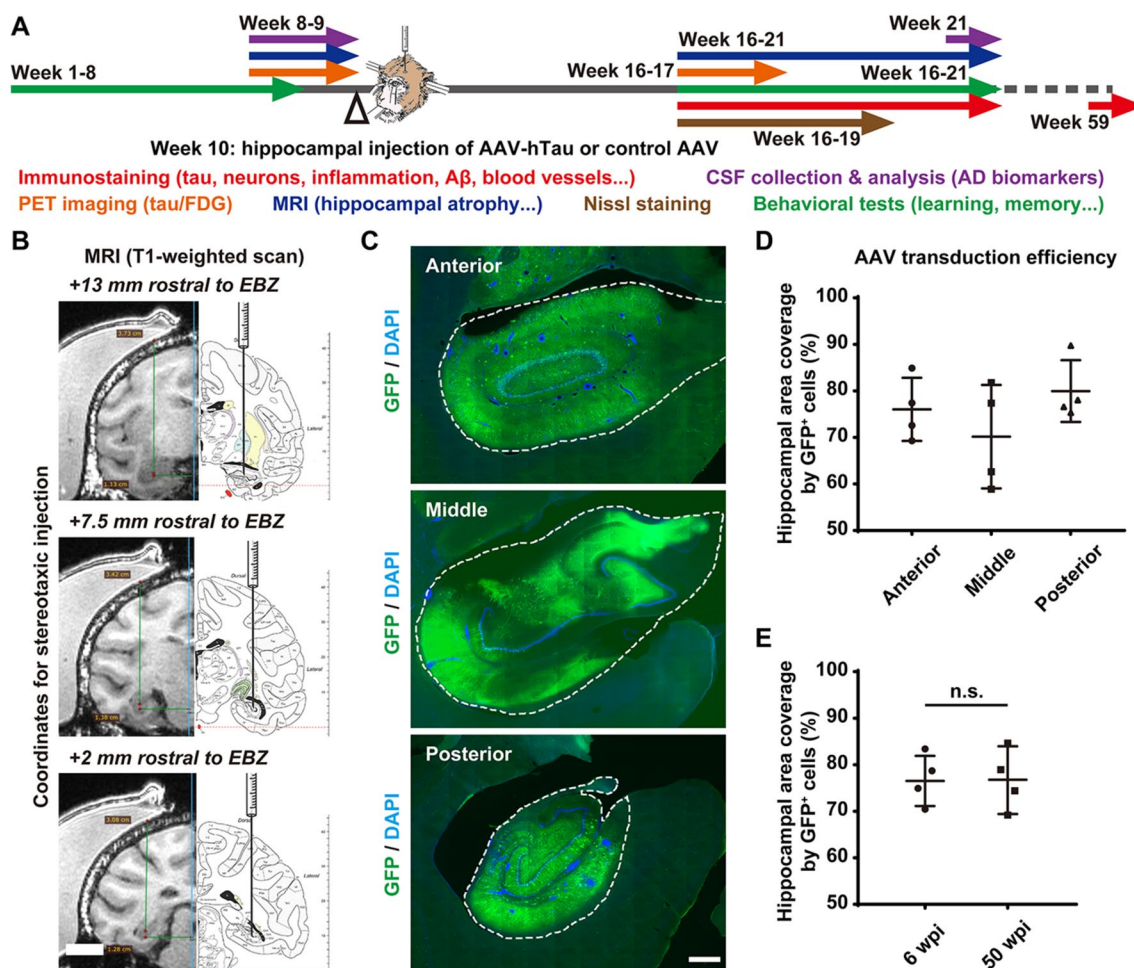 A
Week 8-9
Week 21
Week 16-21
Week 1-8
Week 16-17
Week 16-21
Week 59
Week 16-19
Week 10: hippocampal injection of AAV-hTau or control AAV
Immunostaining (tau, neurons, inflammation, Aβ, blood vessels...)
CSF collection & analysis (AD biomarkers)
PET imaging (tau/FDG)
MRI (hippocampal atrophy...)
Nissl staining
Behavioral tests (learning, memory...)
B
MRI (T1-weighted scan)
Coordinates for stereotaxic injection
+13 mm rostral to EBZ
3.73 cm
1.13 cm
Lateral
+7.5 mm rostral to EBZ
3.42 cm
1.38 cm
Dorsal
Lateral
+2 mm rostral to EBZ
3.08 cm
1.28 cm
Dorsal
Lateral
C
Anterior
GFP / DAPI
Middle
GFP / DAPI
Posterior
GFP / DAPI
D
AAV transduction efficiency
Hippocampal area coverage
by GFP⁺ cells (%)
100
90
80
70
60
50
Anterior
Middle
Posterior
E
Hippocampal area coverage
by GFP⁺ cells (%)
100
90
80
70
60
50
n.s.
6 wpi
50 wpi